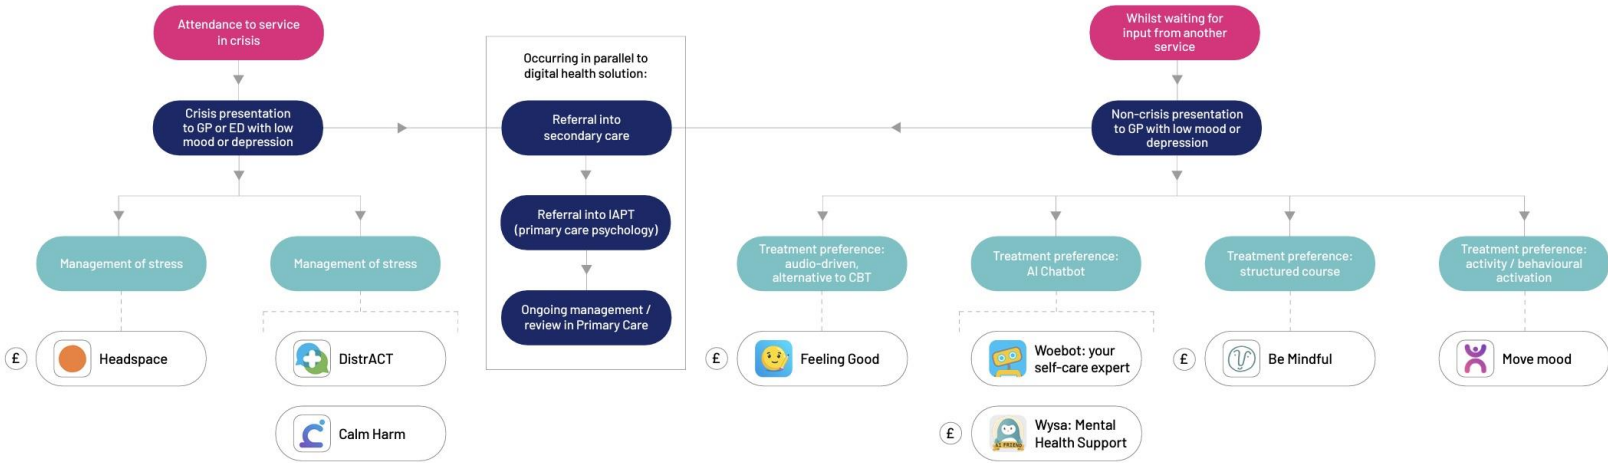 Attendance to service
in crisis
Whilst waiting for
input from another
service
Occurring in parallel to
digital health solution:
Crisis presentation
to GP or ED with low
mood or depression
Referral into
secondary care
Non-crisis presentation
to GP with low mood or
depression
Referral into IAPT
(primary care psychology)
Ongoing management /
review in Primary Care
Management of stress
Management of stress
Treatment preference:
audio-driven,
alternative to CBT
Treatment preference:
AI Chatbot
Treatment preference:
structured course
Treatment preference:
activity / behavioural
activation
£
Headspace
DistrACT
Calm Harm
£
Feeling Good
Woebot: your
self-care expert
£
AI FRIEND
Wysa: Mental
Health Support
£
Be Mindful
Move mood